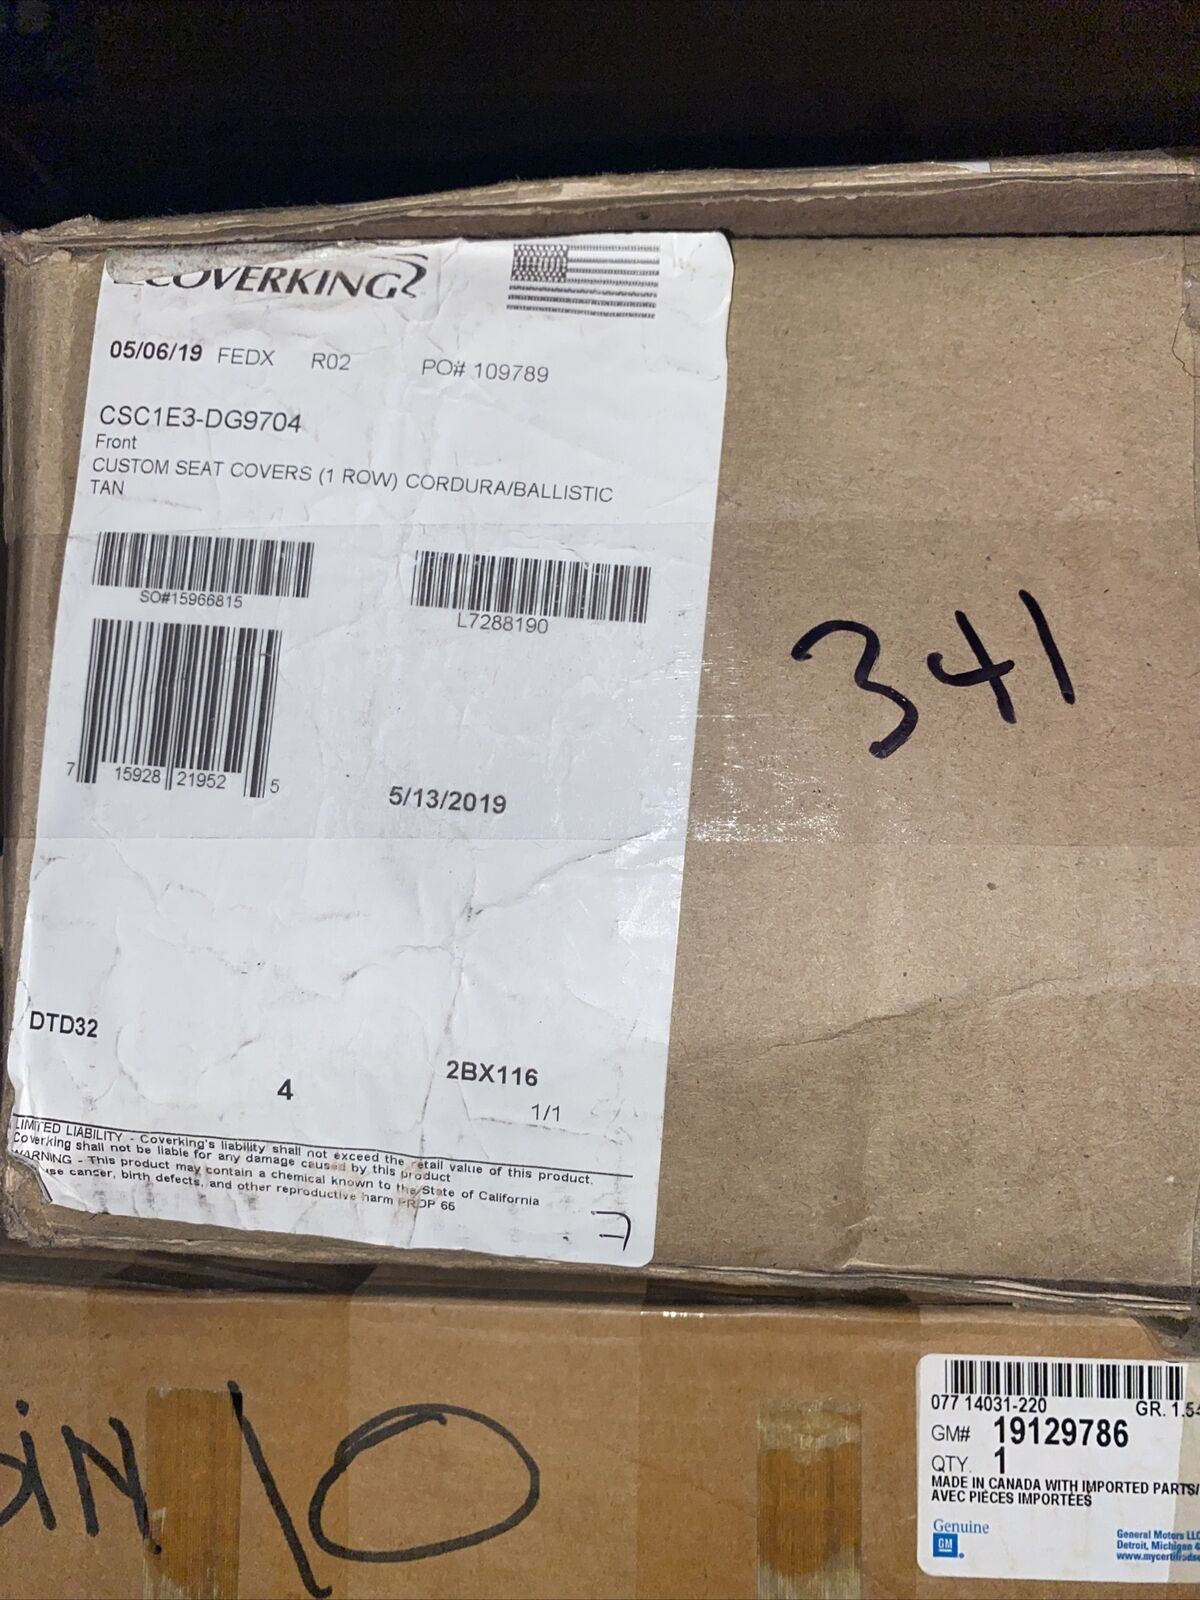 COVERKING
05/06/19 FEDX R02 PO# 109789
CSC1E3-DG9704
Front
CUSTOM SEAT COVERS (1 ROW) CORDURA/BALLISTIC
TAN
SO#15966815
L7288190
7 15928 21952 5
5/13/2019
341
DTD32
4
2BX116
1/1
LIMITED LIABILITY - Coverking's liability shall not exceed the retail value of this product.
Coverking shall not be liable for any damage caused by this product
WARNING - This product may contain a chemical known to the State of California
use cancer, birth defects, and other reproductive harm PROP 65
077 14031-220 GR. 1.54
GM# 19129786
QTY. 1
MADE IN CANADA WITH IMPORTED PARTS/
AVEC PIÈCES IMPORTÉES
Genuine
GM
General Motors LLC
Detroit, Michigan 4